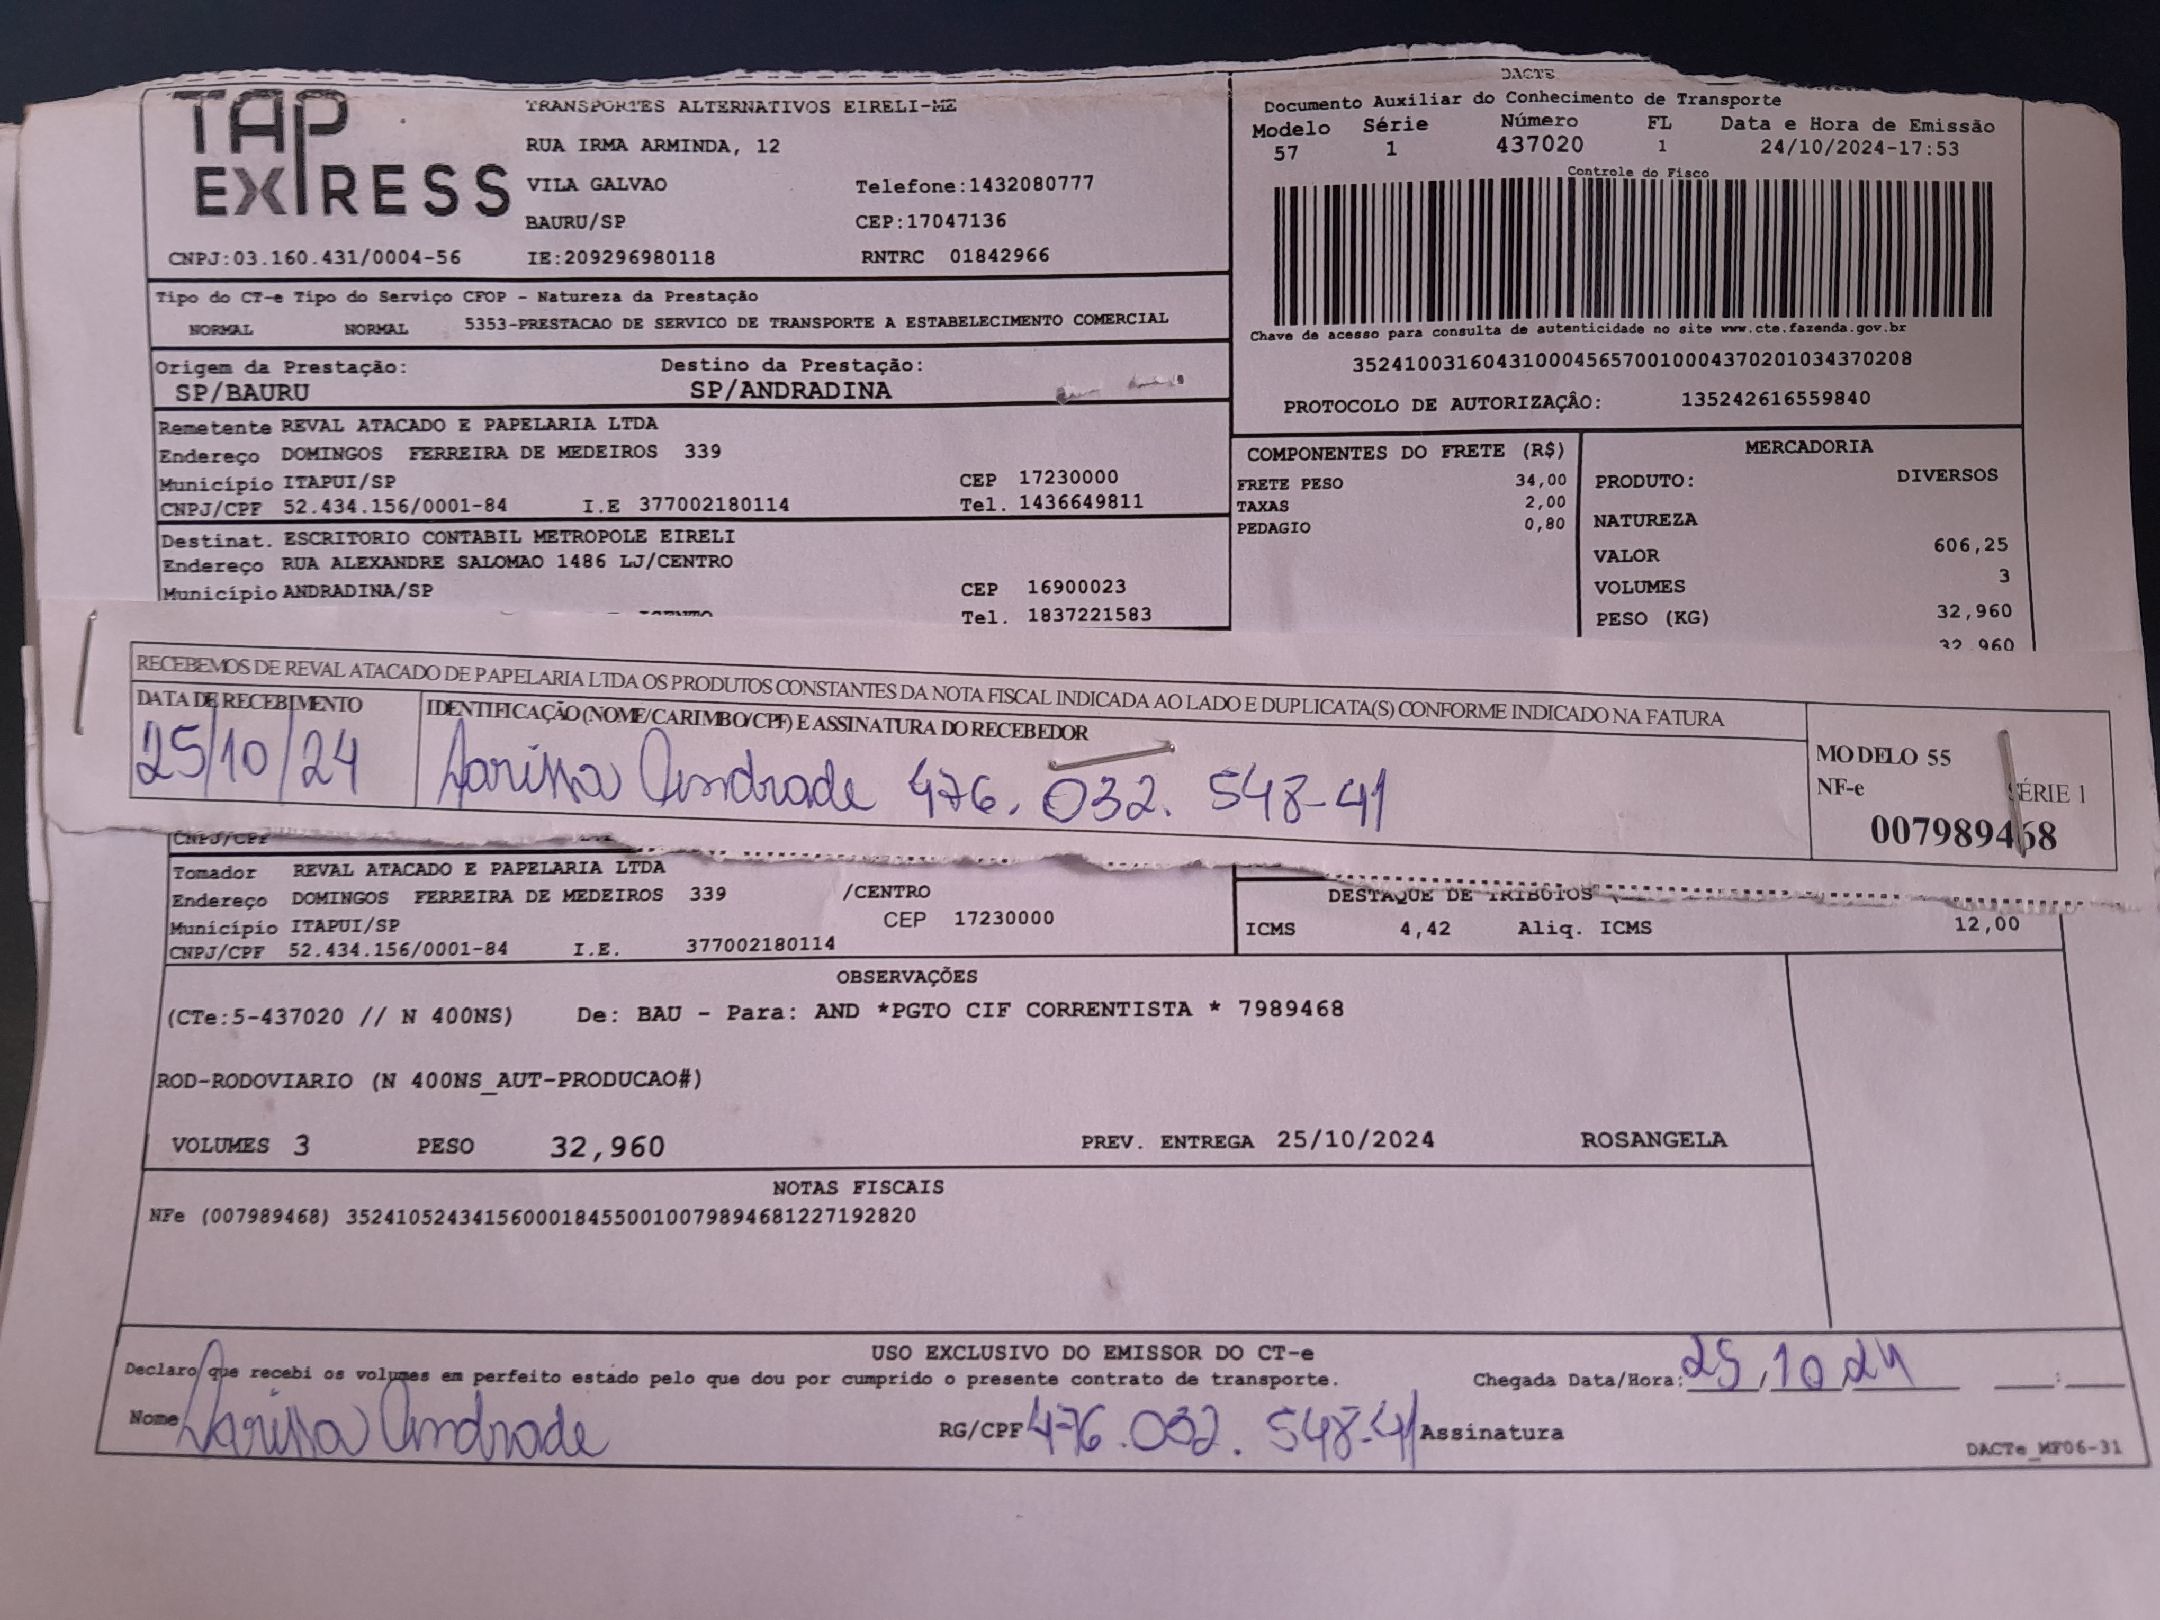 TAP EXPRESS
TRANSPORTES ALTERNATIVOS EIRELI-ME
RUA IRMA ARMINDA, 12
VILA GALVAO Telefone:1432080777
BAURU/SP CEP:17047136
CNPJ:03.160.431/0004-56 IE:209296980118 RNTRC 01842966
DACTE
Documento Auxiliar do Conhecimento de Transporte
Modelo Série Número FL Data e Hora de Emissão
57 1 437020 1 24/10/2024-17:53
Controle do Fisco
Chave de acesso para consulta de autenticidade no site www.cte.fazenda.gov.br
35241003160431000456570010004370201034370208
PROTOCOLO DE AUTORIZAÇÃO: 135242616559840
Tipo do CT-e Tipo do Serviço CFOP - Natureza da Prestação
NORMAL NORMAL 5353-PRESTACAO DE SERVICO DE TRANSPORTE A ESTABELECIMENTO COMERCIAL
Origem da Prestação: Destino da Prestação:
SP/BAURU SP/ANDRADINA
Remetente REVAL ATACADO E PAPELARIA LTDA
Endereço DOMINGOS FERREIRA DE MEDEIROS 339
Município ITAPUI/SP CEP 17230000
CNPJ/CPF 52.434.156/0001-84 I.E 377002180114 Tel. 1436649811
Destinat. ESCRITORIO CONTABIL METROPOLE EIRELI
Endereço RUA ALEXANDRE SALOMAO 1486 LJ/CENTRO
Município ANDRADINA/SP CEP 16900023
Tel. 1837221583
COMPONENTES DO FRETE (R$)
FRETE PESO 34,00
TAXAS 2,00
PEDAGIO 0,80
MERCADORIA
PRODUTO: DIVERSOS
NATUREZA
VALOR 606,25
VOLUMES 3
PESO (KG) 32,960
32,960
RECEBEMOS DE REVAL ATACADO DE PAPELARIA LTDA OS PRODUTOS CONSTANTES DA NOTA FISCAL INDICADA AO LADO E DUPLICATA(S) CONFORME INDICADO NA FATURA
DATA DE RECEBIMENTO IDENTIFICAÇÃO (NOME/CARIMBO/CPF) E ASSINATURA DO RECEBEDOR
25/10/24 Larissa Andrade 476.032.548-41
MODELO 55
NF-e SÉRIE 1
007989468
CNPJ/CPF
Tomador REVAL ATACADO E PAPELARIA LTDA
Endereço DOMINGOS FERREIRA DE MEDEIROS 339 /CENTRO
Município ITAPUI/SP CEP 17230000
CNPJ/CPF 52.434.156/0001-84 I.E. 377002180114
DESTAQUE DE TRIBUTOS
ICMS 4,42 Aliq. ICMS 12,00
OBSERVAÇÕES
(CTe:5-437020 // N 400NS) De: BAU - Para: AND *PGTO CIF CORRENTISTA * 7989468
ROD-RODOVIARIO (N 400NS_AUT-PRODUCAO#)
VOLUMES 3 PESO 32,960 PREV. ENTREGA 25/10/2024 ROSANGELA
NOTAS FISCAIS
NFe (007989468) 35241052434156000184550010079894681227192820
USO EXCLUSIVO DO EMISSOR DO CT-e
Declaro que recebi os volumes em perfeito estado pelo que dou por cumprido o presente contrato de transporte. Chegada Data/Hora: 25,10,24 :
Nome Larissa Andrade RG/CPF 476.032.548-41 Assinatura
DACTe_MF06-31